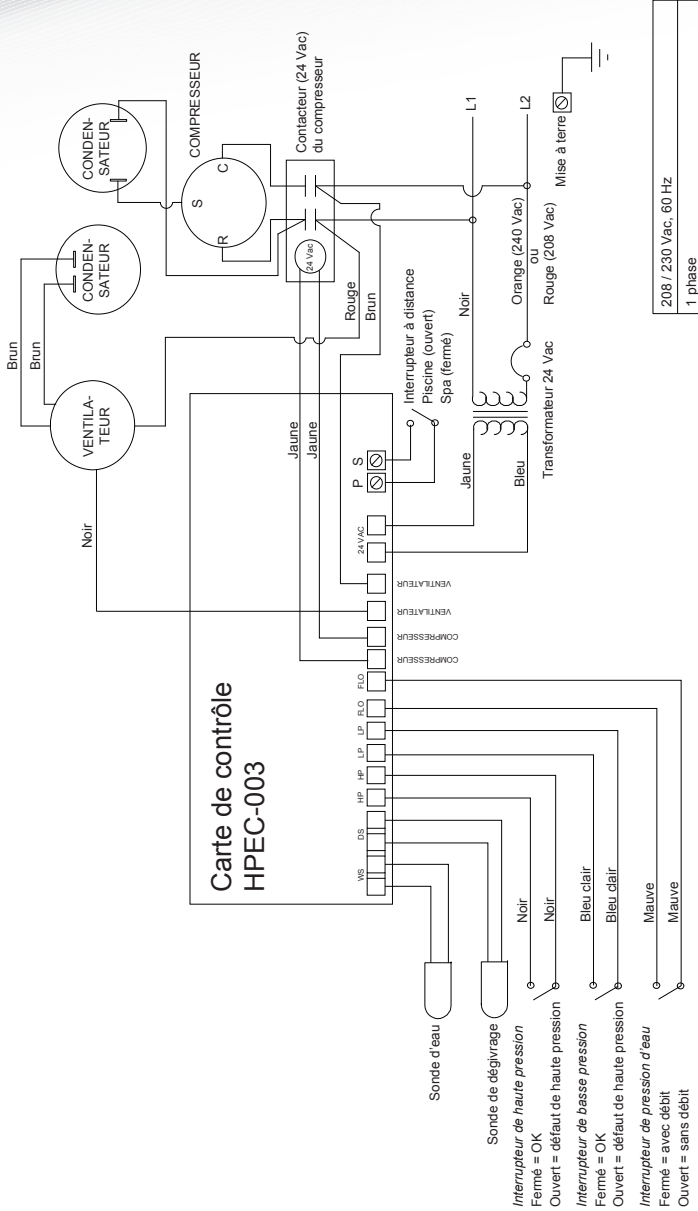 Carte de contrôle
HPEC-003
CONDEN-
SATEUR
CONDEN-
SATEUR
COMPRESSEUR
S
R
C
Contacteur (24 Vac)
du compresseur
24 Vac
Brun
Brun
VENTILA-
TEUR
Noir
Jaune
Jaune
Rouge
Brun
L1
L2
Mise à terre
Noir
Orange (240 Vac)
ou
Rouge (208 Vac)
Interrupteur à distance
Piscine (ouvert)
Spa (fermé)
P
S
Jaune
Bleu
Transformateur 24 Vac
WS
DS
HP
HP
LP
LP
FLO
FLO
COMPRESSEUR
COMPRESSEUR
VENTILATEUR
VENTILATEUR
24 VAC
Sonde d'eau
Sonde de dégivrage
Interrupteur de haute pression
Fermé = OK
Ouvert = défaut de haute pression
Noir
Noir
Interrupteur de basse pression
Fermé = OK
Ouvert = défaut de haute pression
Bleu clair
Bleu clair
Interrupteur de pression d'eau
Fermé = avec débit
Ouvert = sans débit
Mauve
Mauve
208 / 230 Vac, 60 Hz
1 phase